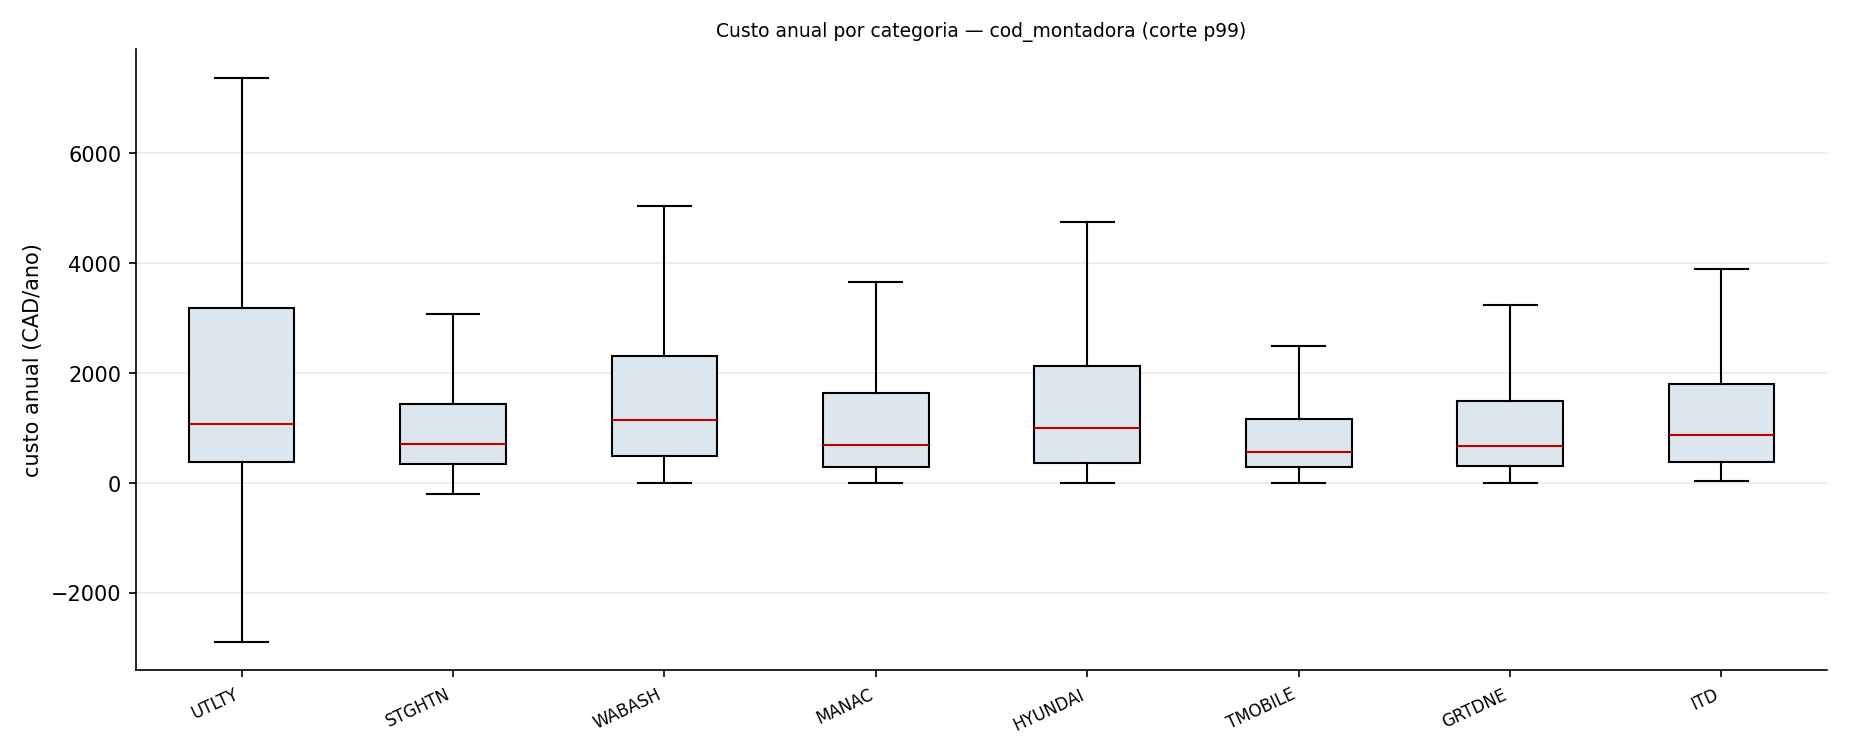 Custo anual por categoria — cod_montadora (corte p99)
custo anual (CAD/ano)
6000
4000
2000
0
−2000
UTLTY
STGHTN
WABASH
MANAC
HYUNDAI
TMOBILE
GRTDNE
ITD